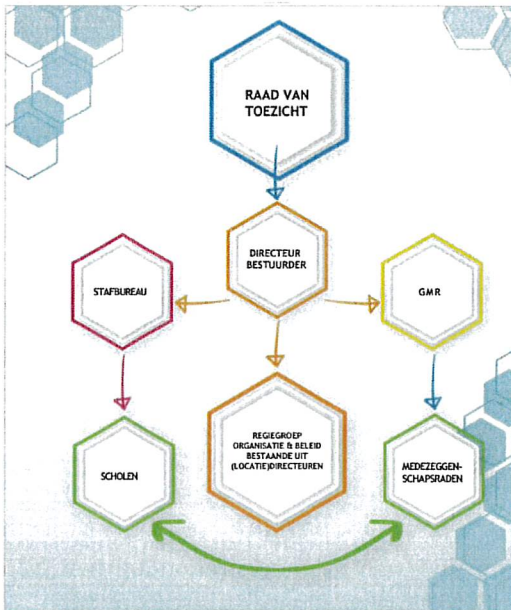 RAAD VAN
TOEZICHT
DIRECTEUR
BESTUURDER
STAFBUREAU
GMR
SCHOLEN
REGIEGROEP
ORGANISATIE & BELEID
BESTAANDE UIT
(LOCATIE)DIRECTEUREN
MEDEZEGGEN-
SCHAPSRADEN